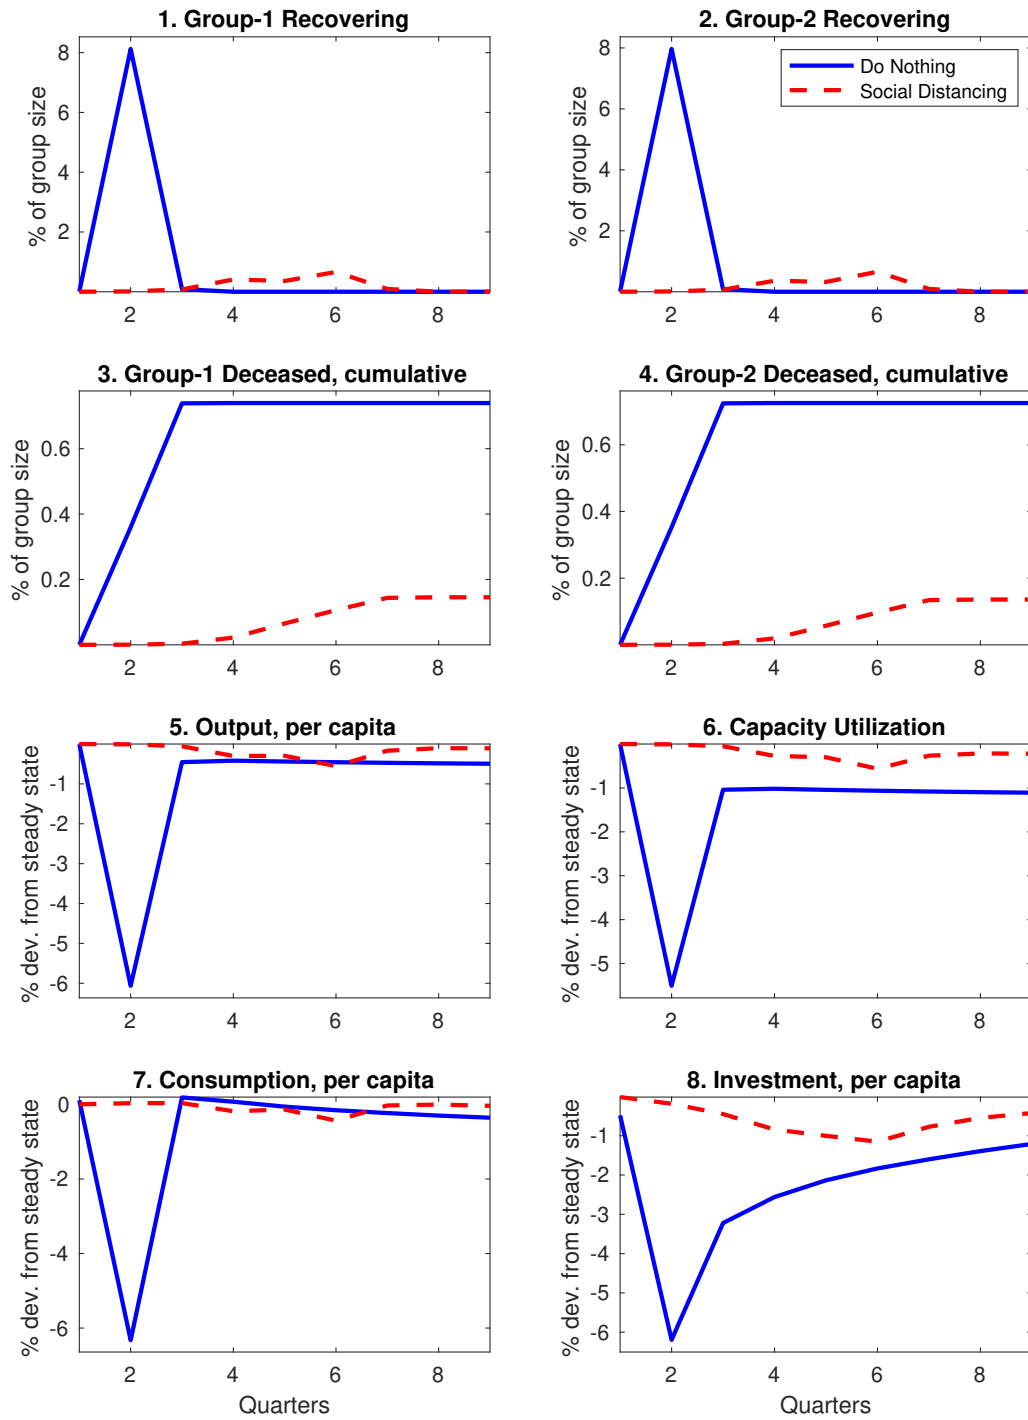 1. Group-1 Recovering
% of group size
8
6
4
2
2 4 6 8
2. Group-2 Recovering
% of group size
8
6
4
2
2 4 6 8
Do Nothing
Social Distancing
3. Group-1 Deceased, cumulative
% of group size
0.6
0.4
0.2
2 4 6 8
4. Group-2 Deceased, cumulative
% of group size
0.6
0.4
0.2
2 4 6 8
5. Output, per capita
% dev. from steady state
-1
-2
-3
-4
-5
-6
2 4 6 8
6. Capacity Utilization
% dev. from steady state
-1
-2
-3
-4
-5
2 4 6 8
7. Consumption, per capita
% dev. from steady state
0
-2
-4
-6
2 4 6 8
Quarters
8. Investment, per capita
% dev. from steady state
-1
-2
-3
-4
-5
-6
2 4 6 8
Quarters